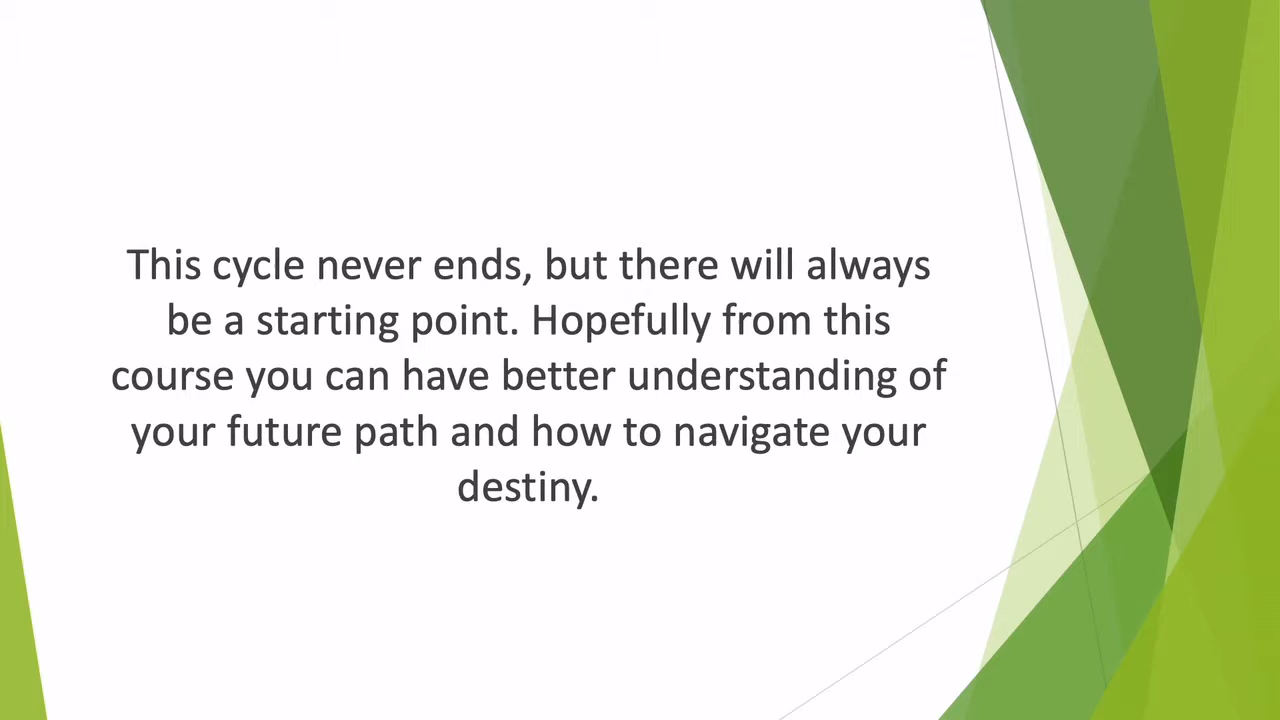 This cycle never ends, but there will always
be a starting point. Hopefully from this
course you can have better understanding of
your future path and how to navigate your
destiny.